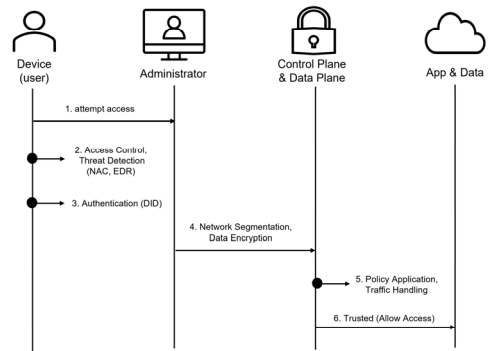 Device
(user)
Administrator
Control Plane
& Data Plane
App & Data
1. attempt access
2. Access Control,
Threat Detection
(NAC, EDR)
3. Authentication (DID)
4. Network Segmentation,
Data Encryption
5. Policy Application,
Traffic Handling
6. Trusted (Allow Access)